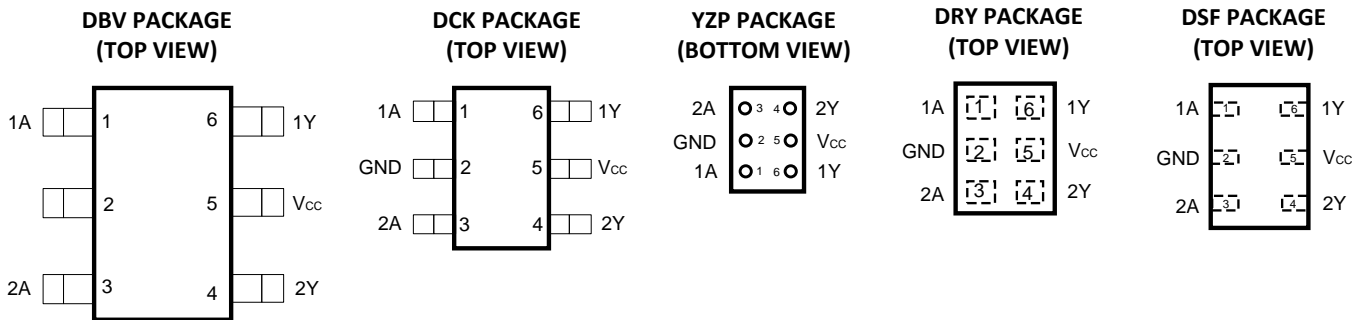 DBV PACKAGE
(TOP VIEW)
1A 1 6 1Y
2 5 VCC
2A 3 4 2Y
DCK PACKAGE
(TOP VIEW)
1A 1 6 1Y
GND 2 5 VCC
2A 3 4 2Y
YZP PACKAGE
(BOTTOM VIEW)
2A 3 4 2Y
GND 2 5 VCC
1A 1 6 1Y
DRY PACKAGE
(TOP VIEW)
1A 1 6 1Y
GND 2 5 VCC
2A 3 4 2Y
DSF PACKAGE
(TOP VIEW)
1A 1 6 1Y
GND 2 5 VCC
2A 3 4 2Y